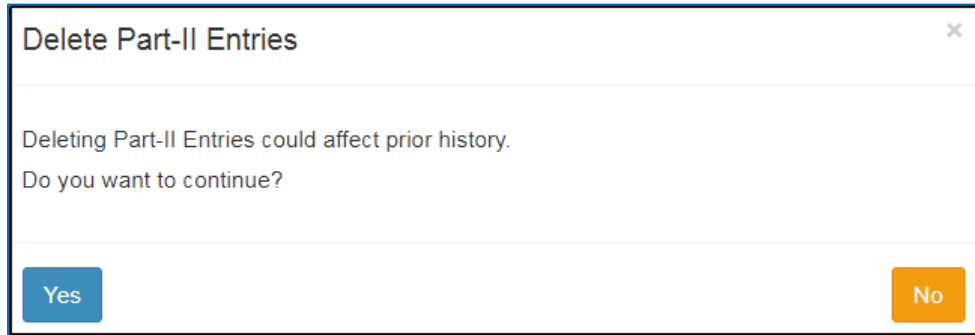 Delete Part-II Entries
×
Deleting Part-II Entries could affect prior history.
Do you want to continue?
Yes
No